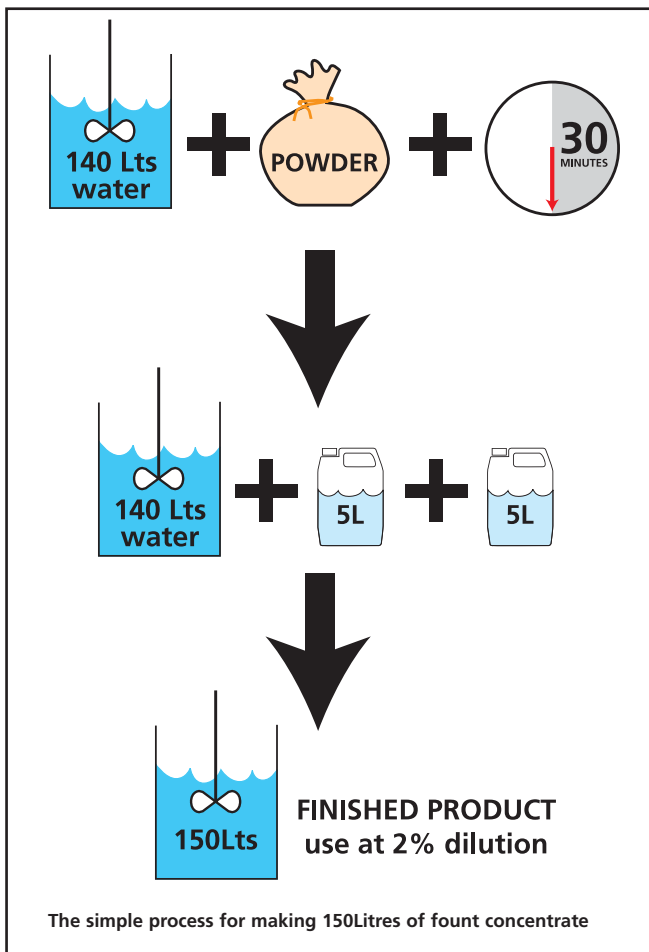 140 Lts
water
POWDER
30
MINUTES
140 Lts
water
5L
5L
150Lts
FINISHED PRODUCT
use at 2% dilution
The simple process for making 150Litres of fount concentrate